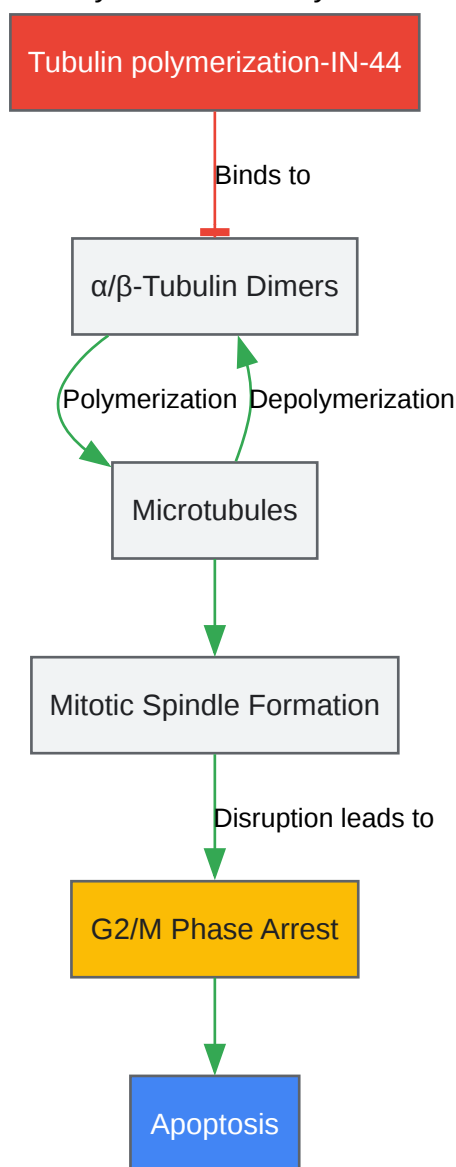 Tubulin polymerization-IN-44
Binds to
α/β-Tubulin Dimers
Polymerization
Depolymerization
Microtubules
Mitotic Spindle Formation
Disruption leads to
G2/M Phase Arrest
Apoptosis